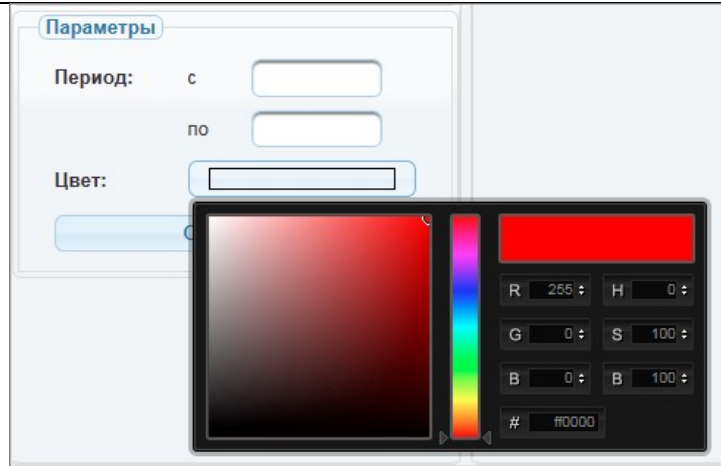 Параметры
Период: с
по
Цвет:
R 255 H 0
G 0 S 100
B 0 B 100
# ff0000